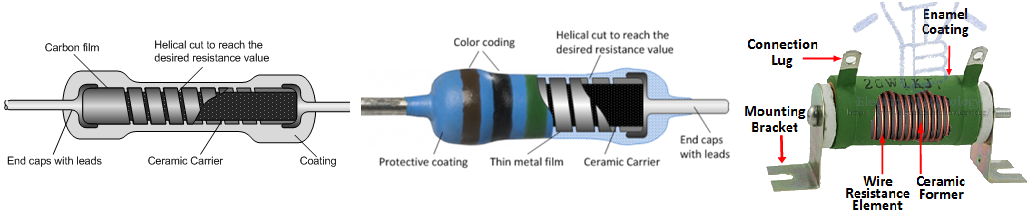 Carbon film
Helical cut to reach the
desired resistance value
End caps with leads
Ceramic Carrier
Coating
Color coding
Helical cut to reach the
desired resistance value
Protective coating
Thin metal film
Ceramic Carrier
End caps
with leads
Enamel
Coating
Connection
Lug
Mounting
Bracket
Wire
Resistance
Element
Ceramic
Former